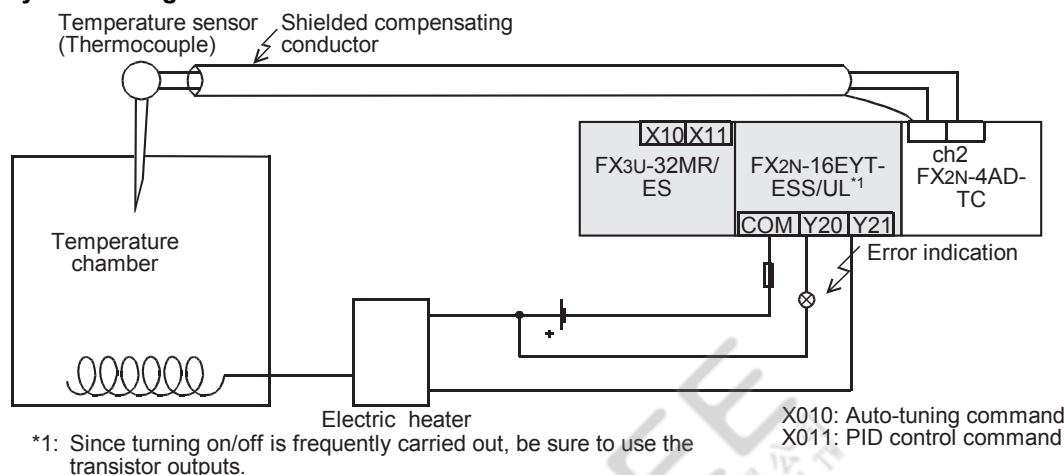 Temperature sensor
(Thermocouple)
Shielded compensating
conductor
X10 X11
FX3U-32MR/
ES
FX2N-16EYT-
ESS/UL*1
ch2
FX2N-4AD-
TC
COM Y20 Y21
Error indication
Temperature
chamber
+
Electric heater
X010: Auto-tuning command
X011: PID control command
*1: Since turning on/off is frequently carried out, be sure to use the
transistor outputs.